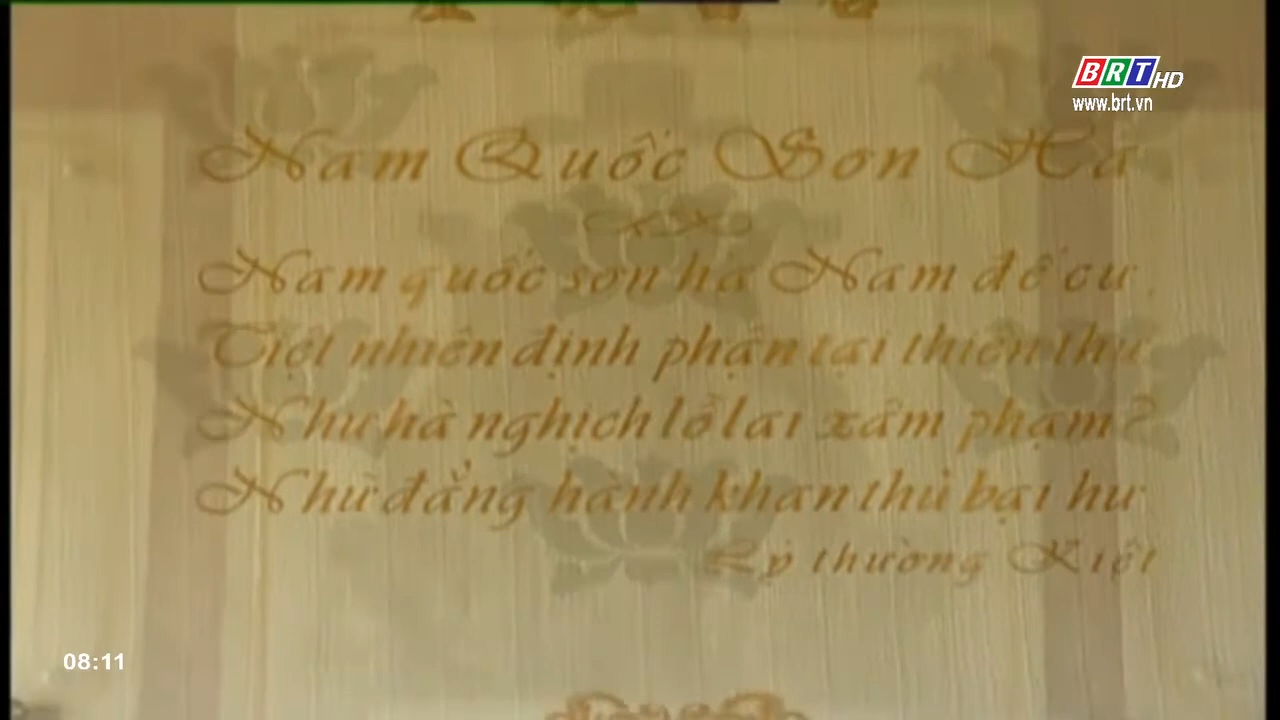 BRT HD
www.brt.vn
Nam Quốc Sơn Hà
Nam quốc sơn hà Nam đế cư.
Tiệt nhiên định phận tại thiên thư
Như hà nghịch lỗ lai xâm phạm?
Nhữ đẳng hành khan thủ bại hư
Lý thường Kiệt
08:11